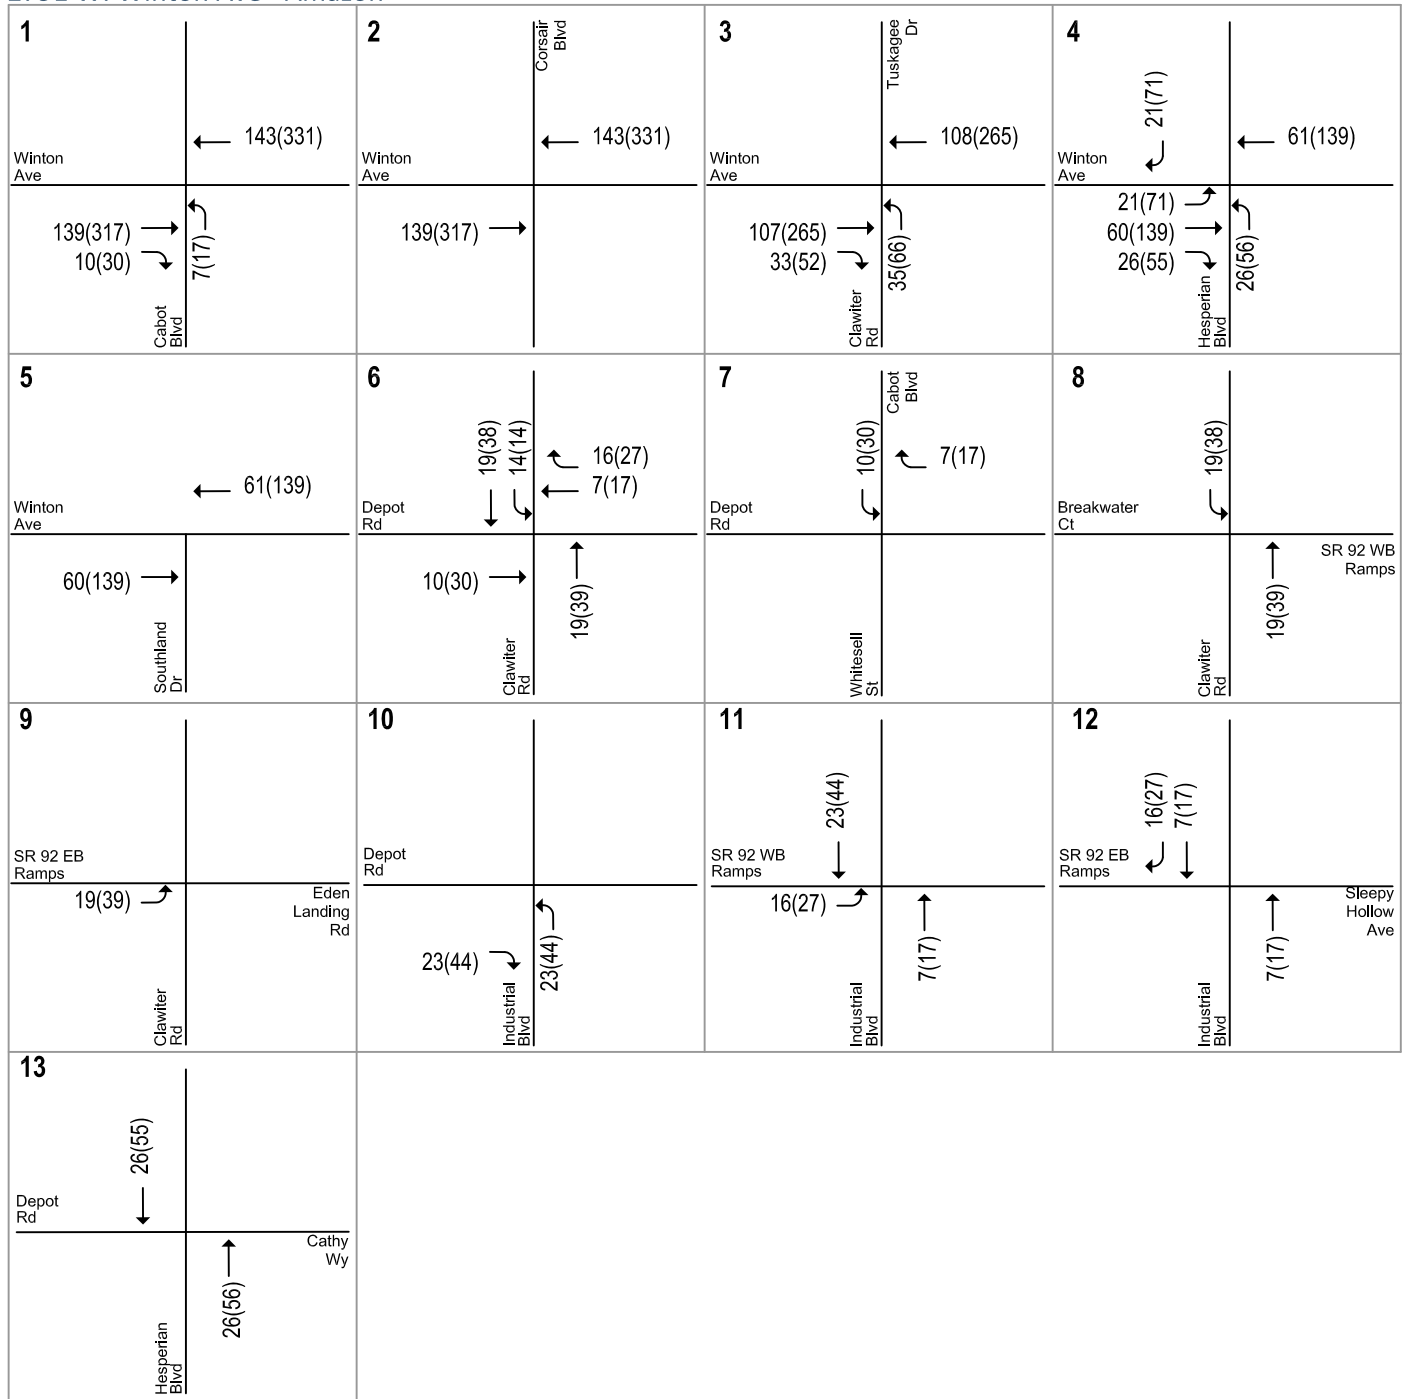 1
143(331)
Winton
Ave
139(317)
10(30)
7(17)
Cabot
Blvd
2
Corsair
Blvd
143(331)
Winton
Ave
139(317)
3
Tuskagee
Dr
108(265)
Winton
Ave
107(265)
33(52)
35(66)
Clawiter
Rd
4
21(71)
61(139)
Winton
Ave
21(71)
60(139)
26(55)
26(56)
Hesperian
Blvd
5
61(139)
Winton
Ave
60(139)
Southland
Dr
6
19(38)
14(14)
16(27)
7(17)
Depot
Rd
10(30)
19(39)
Clawiter
Rd
7
Cabot
Blvd
10(30)
7(17)
Depot
Rd
Whitesell
St
8
19(38)
Breakwater
Ct
SR 92 WB
Ramps
19(39)
Clawiter
Rd
9
SR 92 EB
Ramps
19(39)
Eden
Landing
Rd
Clawiter
Rd
10
Depot
Rd
23(44)
23(44)
Industrial
Blvd
11
23(44)
SR 92 WB
Ramps
16(27)
7(17)
Industrial
Blvd
12
16(27)
7(17)
SR 92 EB
Ramps
Sleepy
Hollow
Ave
7(17)
Industrial
Blvd
13
26(55)
Depot
Rd
Cathy
Wy
26(56)
Hesperian
Blvd